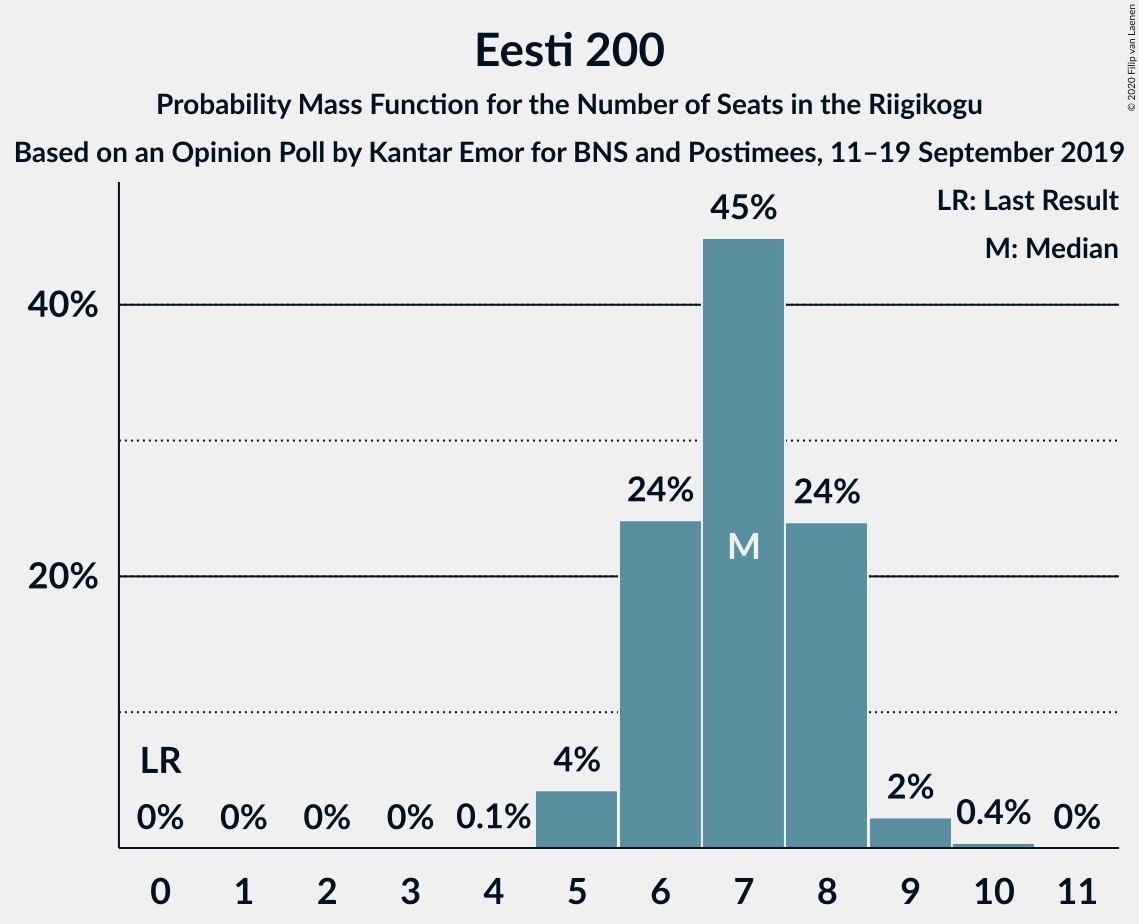 Eesti 200
Probability Mass Function for the Number of Seats in the Riigikogu
Based on an Opinion Poll by Kantar Emor for BNS and Postimees, 11–19 September 2019
© 2020 Filip van Laenen
LR: Last Result
M: Median
45%
40%
24%
24%
M
20%
LR
4%
2%
0%
0%
0%
0%
0.1%
0.4%
0%
0 1 2 3 4 5 6 7 8 9 10 11